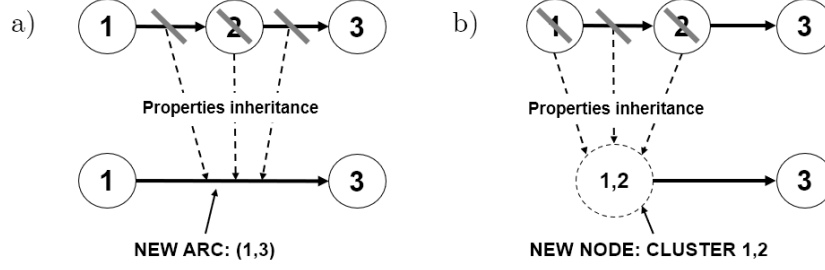 a) 1 2 3 b) 1 2 3
Properties inheritance Properties inheritance
1 3 1,2 3
NEW ARC: (1,3) NEW NODE: CLUSTER 1,2